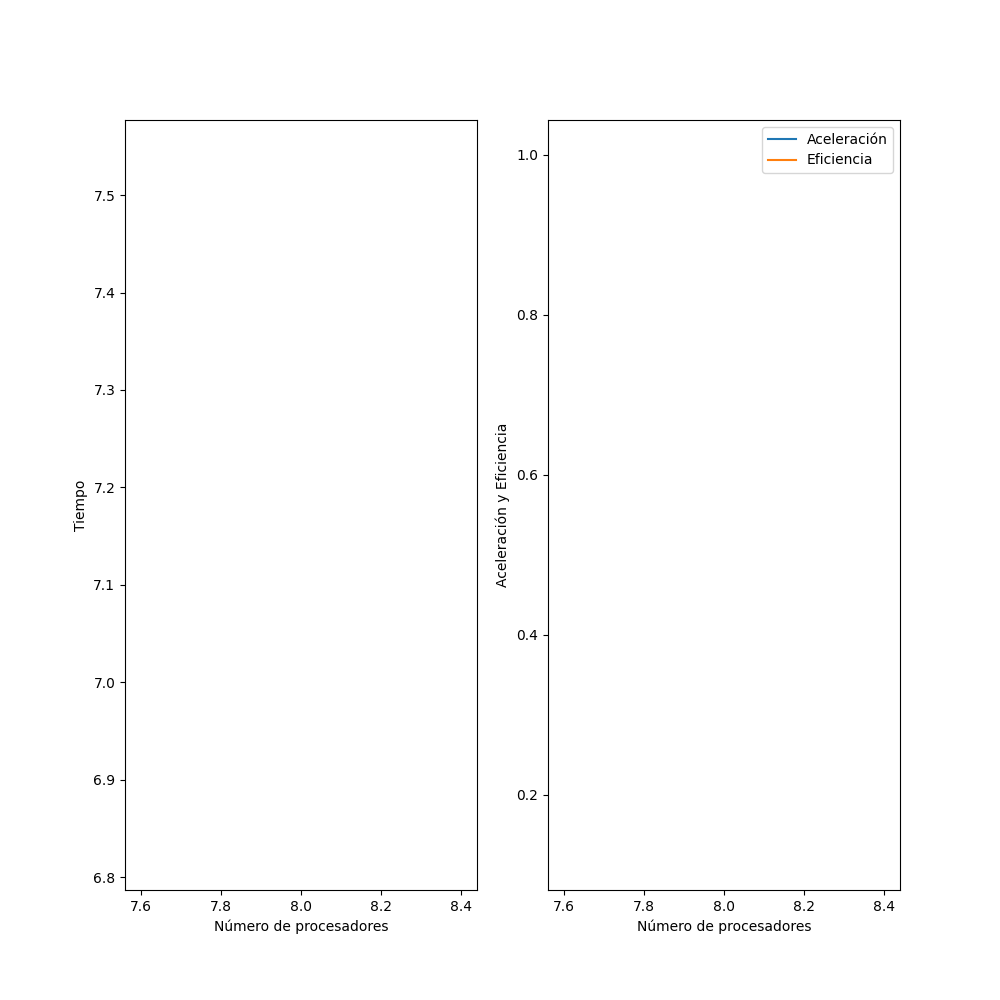 7.5
7.4
7.3
7.2
7.1
7.0
6.9
6.8
Tiempo
7.6 7.8 8.0 8.2 8.4
Número de procesadores
Aceleración
Eficiencia
1.0
0.8
0.6
0.4
0.2
Aceleración y Eficiencia
7.6 7.8 8.0 8.2 8.4
Número de procesadores